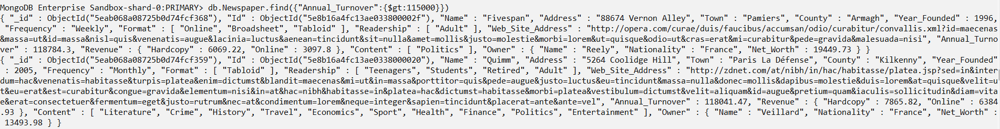 MongoDB Enterprise Sandbox-shard-0:PRIMARY> db.Newspaper.find({"Annual_Turnover":{$gt:115000}})
{ "_id" : ObjectId("5eab068a08725b0d74fcf368"), "Id" : ObjectId("5e8b16a4fc13ae033800002f"), "Name" : "Fivespan", "Address" : "88674 Vernon Alley", "Town" : "Pamiers", "County" : "Armagh", "Year_Founded" : 1996,
"Frequency" : "Weekly", "Format" : [ "Online", "Broadsheet", "Tabloid" ], "Readership" : [ "Adult" ], "Web_Site_Address" : "http://opera.com/curae/duis/faucibus/accumsan/odio/curabitur/convallis.xml?id=maecenas
&massa=ut&id=massa&nisl=quis&venenatis=augue&lacinia=luctus&aenean=tincidunt&sit=nulla&amet=mollis&justo=molestie&morbi=lorem&ut=quisque&odio=ut&cras=erat&mi=curabitur&pede=gravida&malesuada=nisi", "Annual_Turno
ver" : 118784.3, "Revenue" : { "Hardcopy" : 6069.22, "Online" : 3097.8 }, "Content" : [ "Politics" ], "Owner" : { "Name" : "Reely", "Nationality" : "France", "Net_Worth" : 19449.73 } }
{ "_id" : ObjectId("5eab068a08725b0d74fcf359"), "Id" : ObjectId("5e8b16a4fc13ae0338000020"), "Name" : "Quimm", "Address" : "5264 Coolidge Hill", "Town" : "Paris La Défense", "County" : "Kilkenny", "Year_Founded"
: 2005, "Frequency" : "Monthly", "Format" : [ "Tabloid" ], "Readership" : [ "Teenagers", "Students", "Retired", "Adult" ], "Web_Site_Address" : "http://zdnet.com/at/nibh/in/hac/habitasse/platea.jsp?sed=in&inter
dum=hac&venenatis=habitasse&turpis=platea&enim=dictumst&blandit=maecenas&mi=ut&in=massa&porttitor=quis&pede=augue&justo=luctus&eu=tincidunt&massa=nulla&donec=mollis&dapibus=molestie&duis=lorem&at=quisque&velit=u
t&eu=erat&est=curabitur&congue=gravida&elementum=nisi&in=at&hac=nibh&habitasse=in&platea=hac&dictumst=habitasse&morbi=platea&vestibulum=dictumst&velit=aliquam&id=augue&pretium=quam&iaculis=sollicitudin&diam=vita
e&erat=consectetuer&fermentum=eget&justo=rutrum&nec=at&condimentum=lorem&neque=integer&sapien=tincidunt&placerat=ante&ante=vel", "Annual_Turnover" : 118041.47, "Revenue" : { "Hardcopy" : 7865.82, "Online" : 6384
.93 }, "Content" : [ "Literature", "Crime", "History", "Travel", "Economics", "Sport", "Health", "Finance", "Politics", "Entertainment" ], "Owner" : { "Name" : "Veillard", "Nationality" : "France", "Net_Worth" :
13493.98 } }